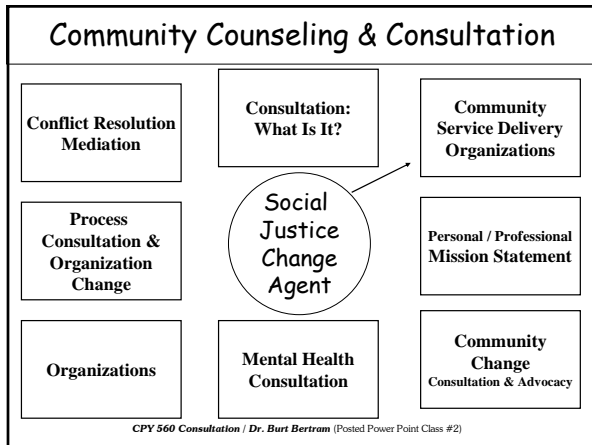 Community Counseling & Consultation
Conflict Resolution
Mediation
Consultation:
What Is It?
Community
Service Delivery
Organizations
Process
Consultation &
Organization
Change
Social
Justice
Change
Agent
Personal / Professional
Mission Statement
Organizations
Mental Health
Consultation
Community
Change
Consultation & Advocacy
CPY 560 Consultation / Dr. Burt Bertram (Posted Power Point Class #2)